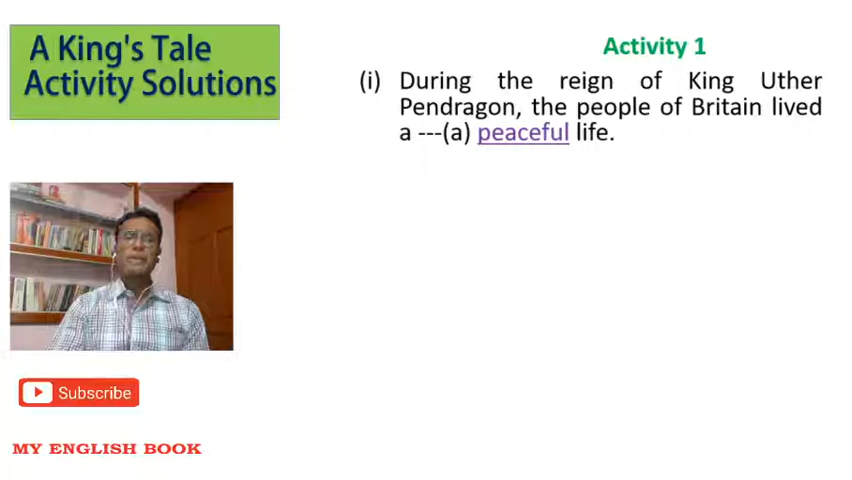 A King's Tale
Activity Solutions
Activity 1
(i) During the reign of King Uther
Pendragon, the people of Britain lived
a ---(a) peaceful life.
Subscribe
MY ENGLISH BOOK